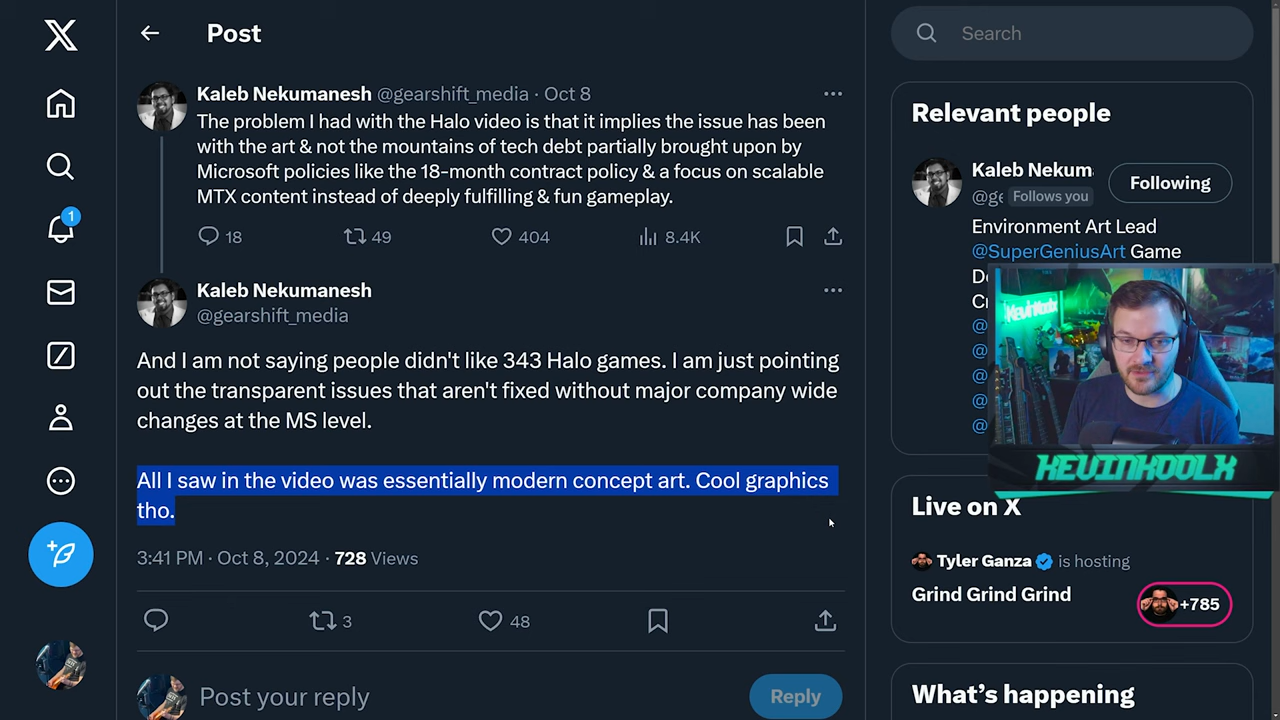 Post
Search
Kaleb Nekumanesh @gearshift_media · Oct 8
The problem I had with the Halo video is that it implies the issue has been
with the art & not the mountains of tech debt partially brought upon by
Microsoft policies like the 18-month contract policy & a focus on scalable
MTX content instead of deeply fulfilling & fun gameplay.
18 49 404 8.4K
1
Kaleb Nekumanesh
@gearshift_media
And I am not saying people didn't like 343 Halo games. I am just pointing
out the transparent issues that aren't fixed without major company wide
changes at the MS level.
All I saw in the video was essentially modern concept art. Cool graphics
tho.
3:41 PM · Oct 8, 2024 · 728 Views
3 48
Post your reply
Reply
Relevant people
Kaleb Nekum
@ge Follows you
Following
Environment Art Lead
@SuperGeniusArt Game
De
C
@
@
@
@
@
KevinKoolx
KEVINKOOLX
Live on X
Tyler Ganza is hosting
Grind Grind Grind
+785
What's happening